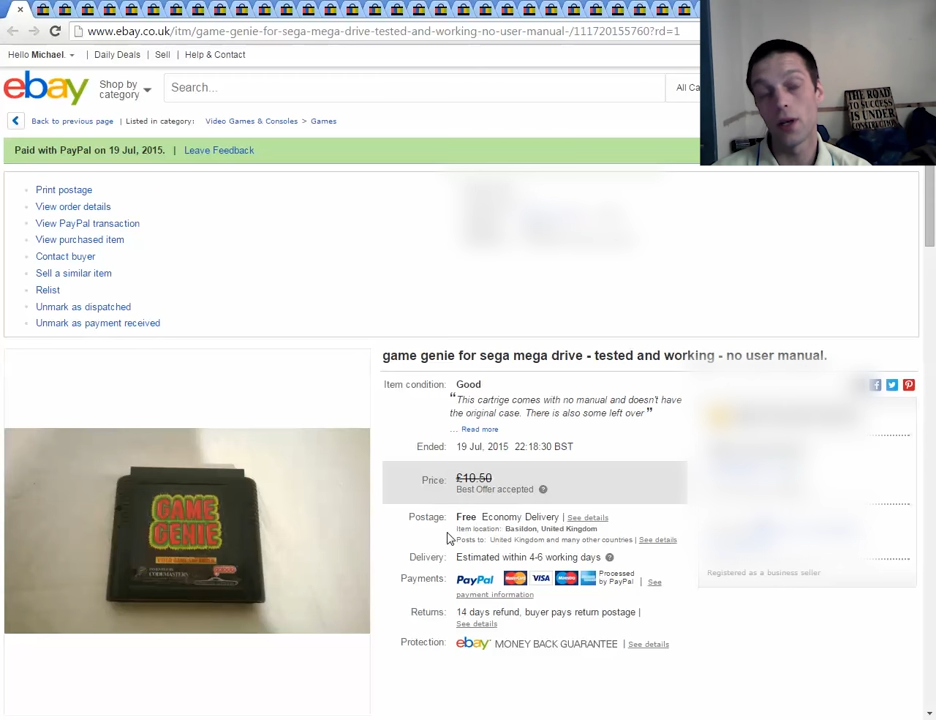 www.ebay.co.uk/itm/game-genie-for-sega-mega-drive-tested-and-working-no-user-manual-/111720155760?rd=1
Hello Michael. Daily Deals Sell Help & Contact
ebay Shop by category Search... All Ca
Back to previous page Listed in category: Video Games & Consoles > Games
Paid with PayPal on 19 Jul, 2015. | Leave Feedback
THE ROAD
TO SUCCESS
IS UNDER
CONSTRUCTION
Print postage
View order details
View PayPal transaction
View purchased item
Contact buyer
Sell a similar item
Relist
Unmark as dispatched
Unmark as payment received
game genie for sega mega drive - tested and working - no user manual.
Item condition: Good
“This cartrige comes with no manual and doesn't have
the original case. There is also some left over”
... Read more
Ended: 19 Jul, 2015 22:18:30 BST
Price: £10.50
Best Offer accepted
Postage: Free Economy Delivery | See details
Item location: Basildon, United Kingdom
Posts to: United Kingdom and many other countries | See details
Delivery: Estimated within 4-6 working days
Payments: PayPal MasterCard VISA Maestro Processed by PayPal | See
payment information
Returns: 14 days refund, buyer pays return postage |
See details
Protection: ebay MONEY BACK GUARANTEE | See details
Registered as a business seller
GAME
GENIE
CODEMASTERS